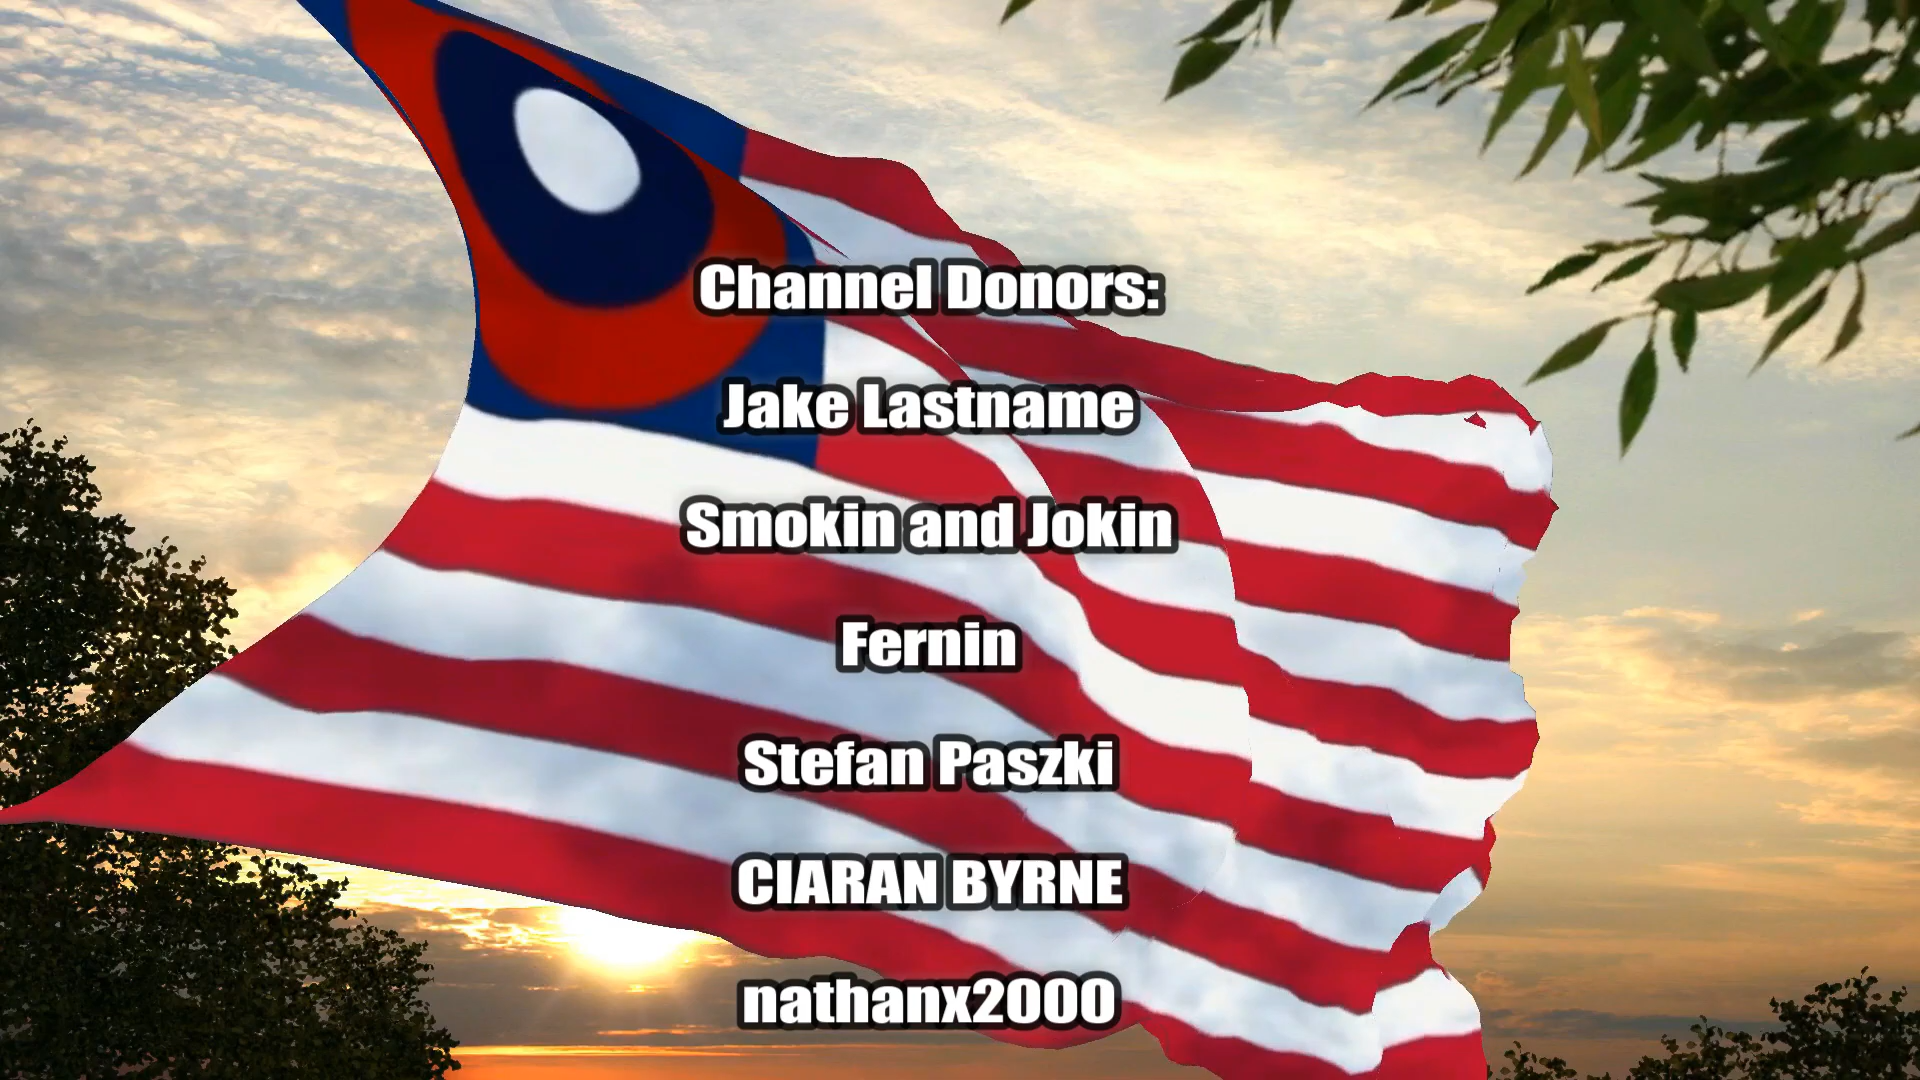 Channel Donors:
Jake Lastname
Smokin and Jokin
Fernin
Stefan Paszki
CIARAN BYRNE
nathanx2000